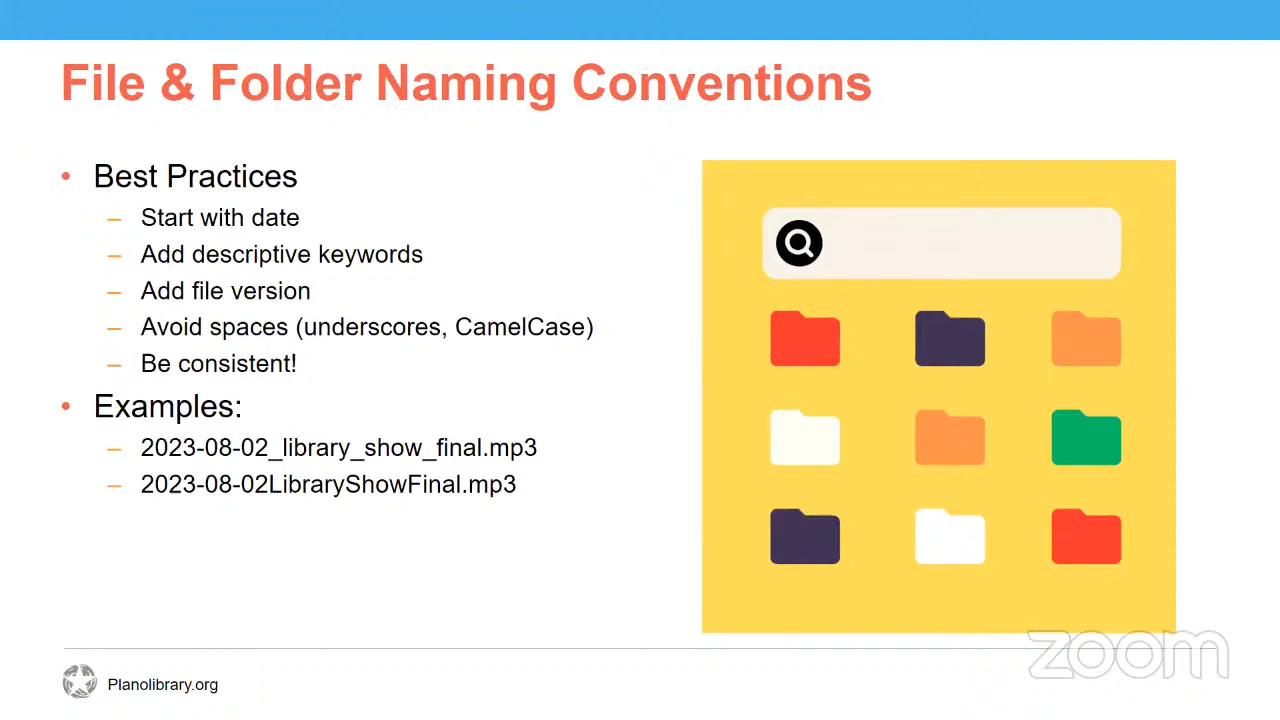 File & Folder Naming Conventions
• Best Practices
– Start with date
– Add descriptive keywords
– Add file version
– Avoid spaces (underscores, CamelCase)
– Be consistent!
• Examples:
– 2023-08-02_library_show_final.mp3
– 2023-08-02LibraryShowFinal.mp3
zoom
Planolibrary.org